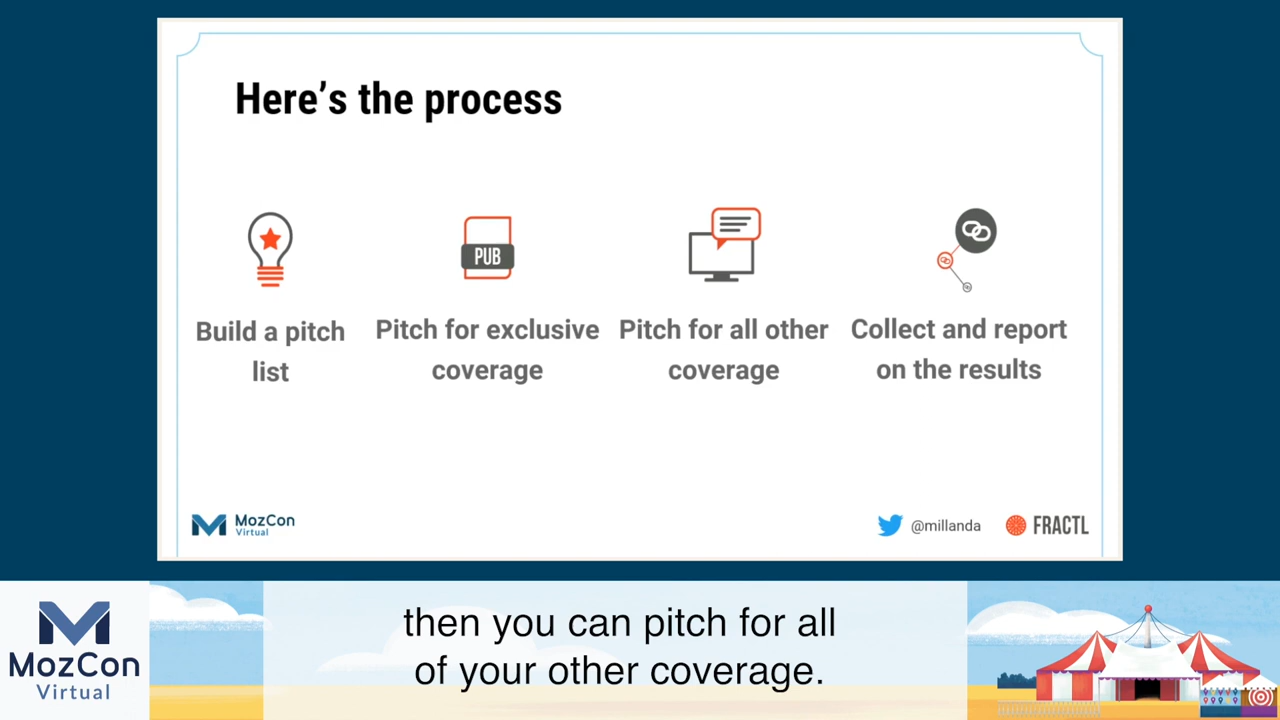 Here's the process
PUB
Build a pitch
list
Pitch for exclusive
coverage
Pitch for all other
coverage
Collect and report
on the results
MozCon
Virtual
@millanda
FRACTL
MozCon
Virtual
then you can pitch for all
of your other coverage.